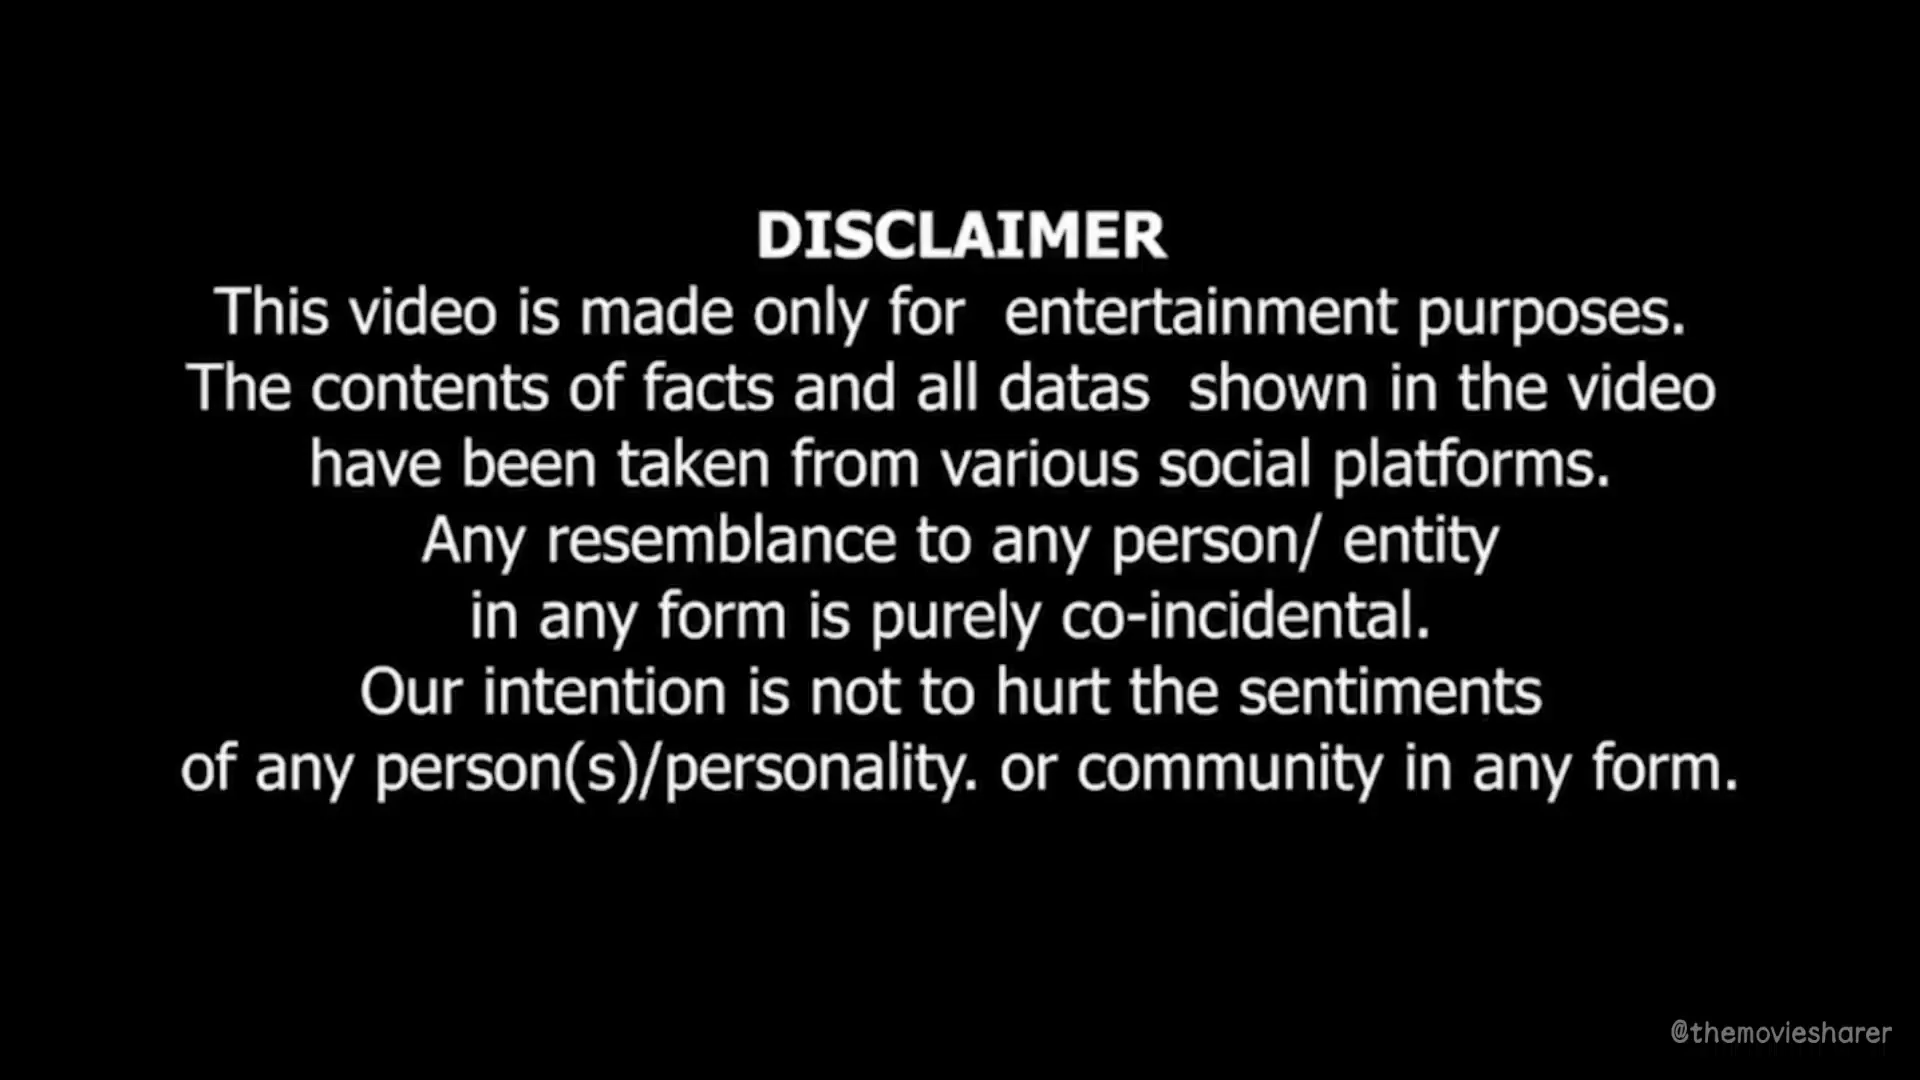 DISCLAIMER
This video is made only for entertainment purposes.
The contents of facts and all datas shown in the video
have been taken from various social platforms.
Any resemblance to any person/ entity
in any form is purely co-incidental.
Our intention is not to hurt the sentiments
of any person(s)/personality. or community in any form.
@themoviesharer